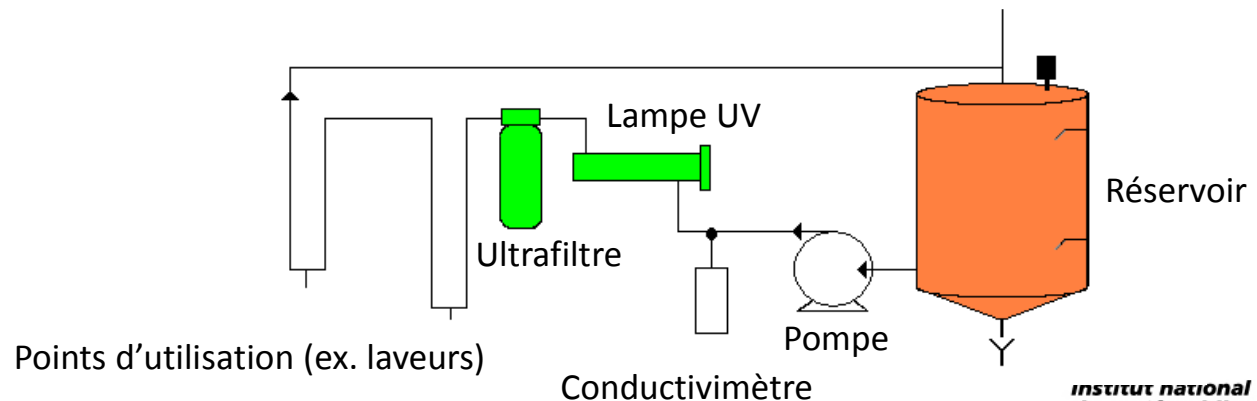 Lampe UV
Réservoir
Ultrafiltre
Pompe
Points d’utilisation (ex. laveurs)
Conductivimètre
Institut national